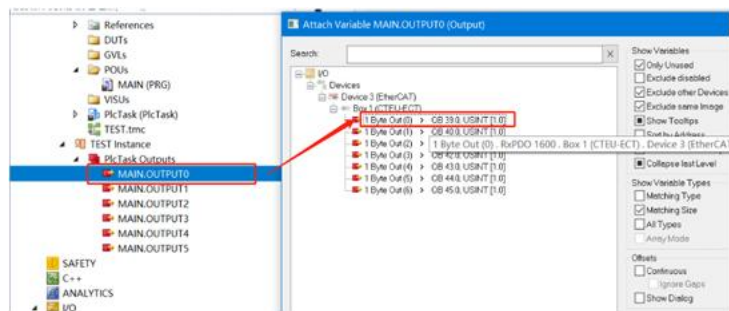 References
DUTs
GVLs
POUs
MAIN (PRG)
VISUs
PlcTask (PlcTask)
TEST.tmc
TEST Instance
PlcTask Outputs
MAIN.OUTPUT0
MAIN.OUTPUT1
MAIN.OUTPUT2
MAIN.OUTPUT3
MAIN.OUTPUT4
MAIN.OUTPUT5
SAFETY
C++
ANALYTICS
I/O
Attach Variable MAIN.OUTPUT0 (Output)
Search:
I/O
Devices
Device 3 (EtherCAT)
Box 1 (CTEU-ECT)
1 Byte Out (0) > QB 39.0, USINT [1.0]
1 Byte Out (1) > QB 40.0, USINT [1.0]
1 Byte Out (2) >
1 Byte Out (0) . RxPDO 1600 . Box 1 (CTEU-ECT) . Device 3 (EtherCA
1 Byte Out (3) > QB 42.0, USINT [1.0]
1 Byte Out (4) > QB 43.0, USINT [1.0]
1 Byte Out (5) > QB 44.0, USINT [1.0]
1 Byte Out (6) > QB 45.0, USINT [1.0]
Show Variables
Only Unused
Exclude disabled
Exclude other Devices
Exclude same Image
Show Tooltips
Sort by Address
Collapse last Level
Show Variable Types
Matching Type
Matching Size
All Types
Array Mode
Offsets
Continuous
Ignore Gaps
Show Dialog